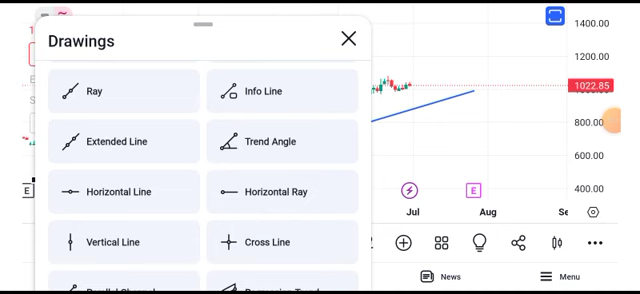 Drawings
Ray
Info Line
Extended Line
Trend Angle
Horizontal Line
Horizontal Ray
Vertical Line
Cross Line
1400.00
1200.00
1022.85
800.00
600.00
400.00
E
E
Jul
Aug
Se
News
Menu